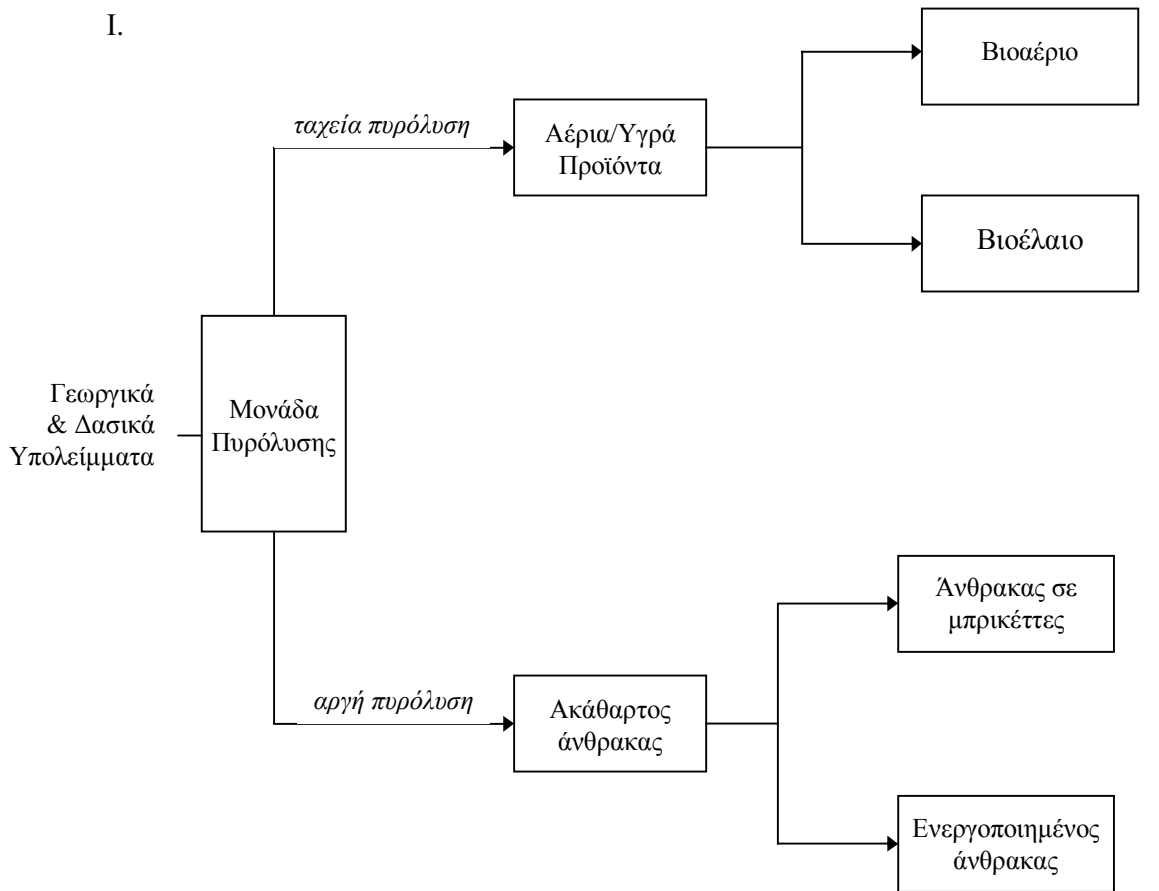 I.
Βιοαέριο
ταχεία πυρόλυση
Αέρια/Υγρά
Προϊόντα
Βιοέλαιο
Γεωργικά
& Δασικά
Υπολείμματα
Μονάδα
Πυρόλυσης
Άνθρακας σε
μπρικέττες
αργή πυρόλυση
Ακάθαρτος
άνθρακας
Ενεργοποιημένος
άνθρακας